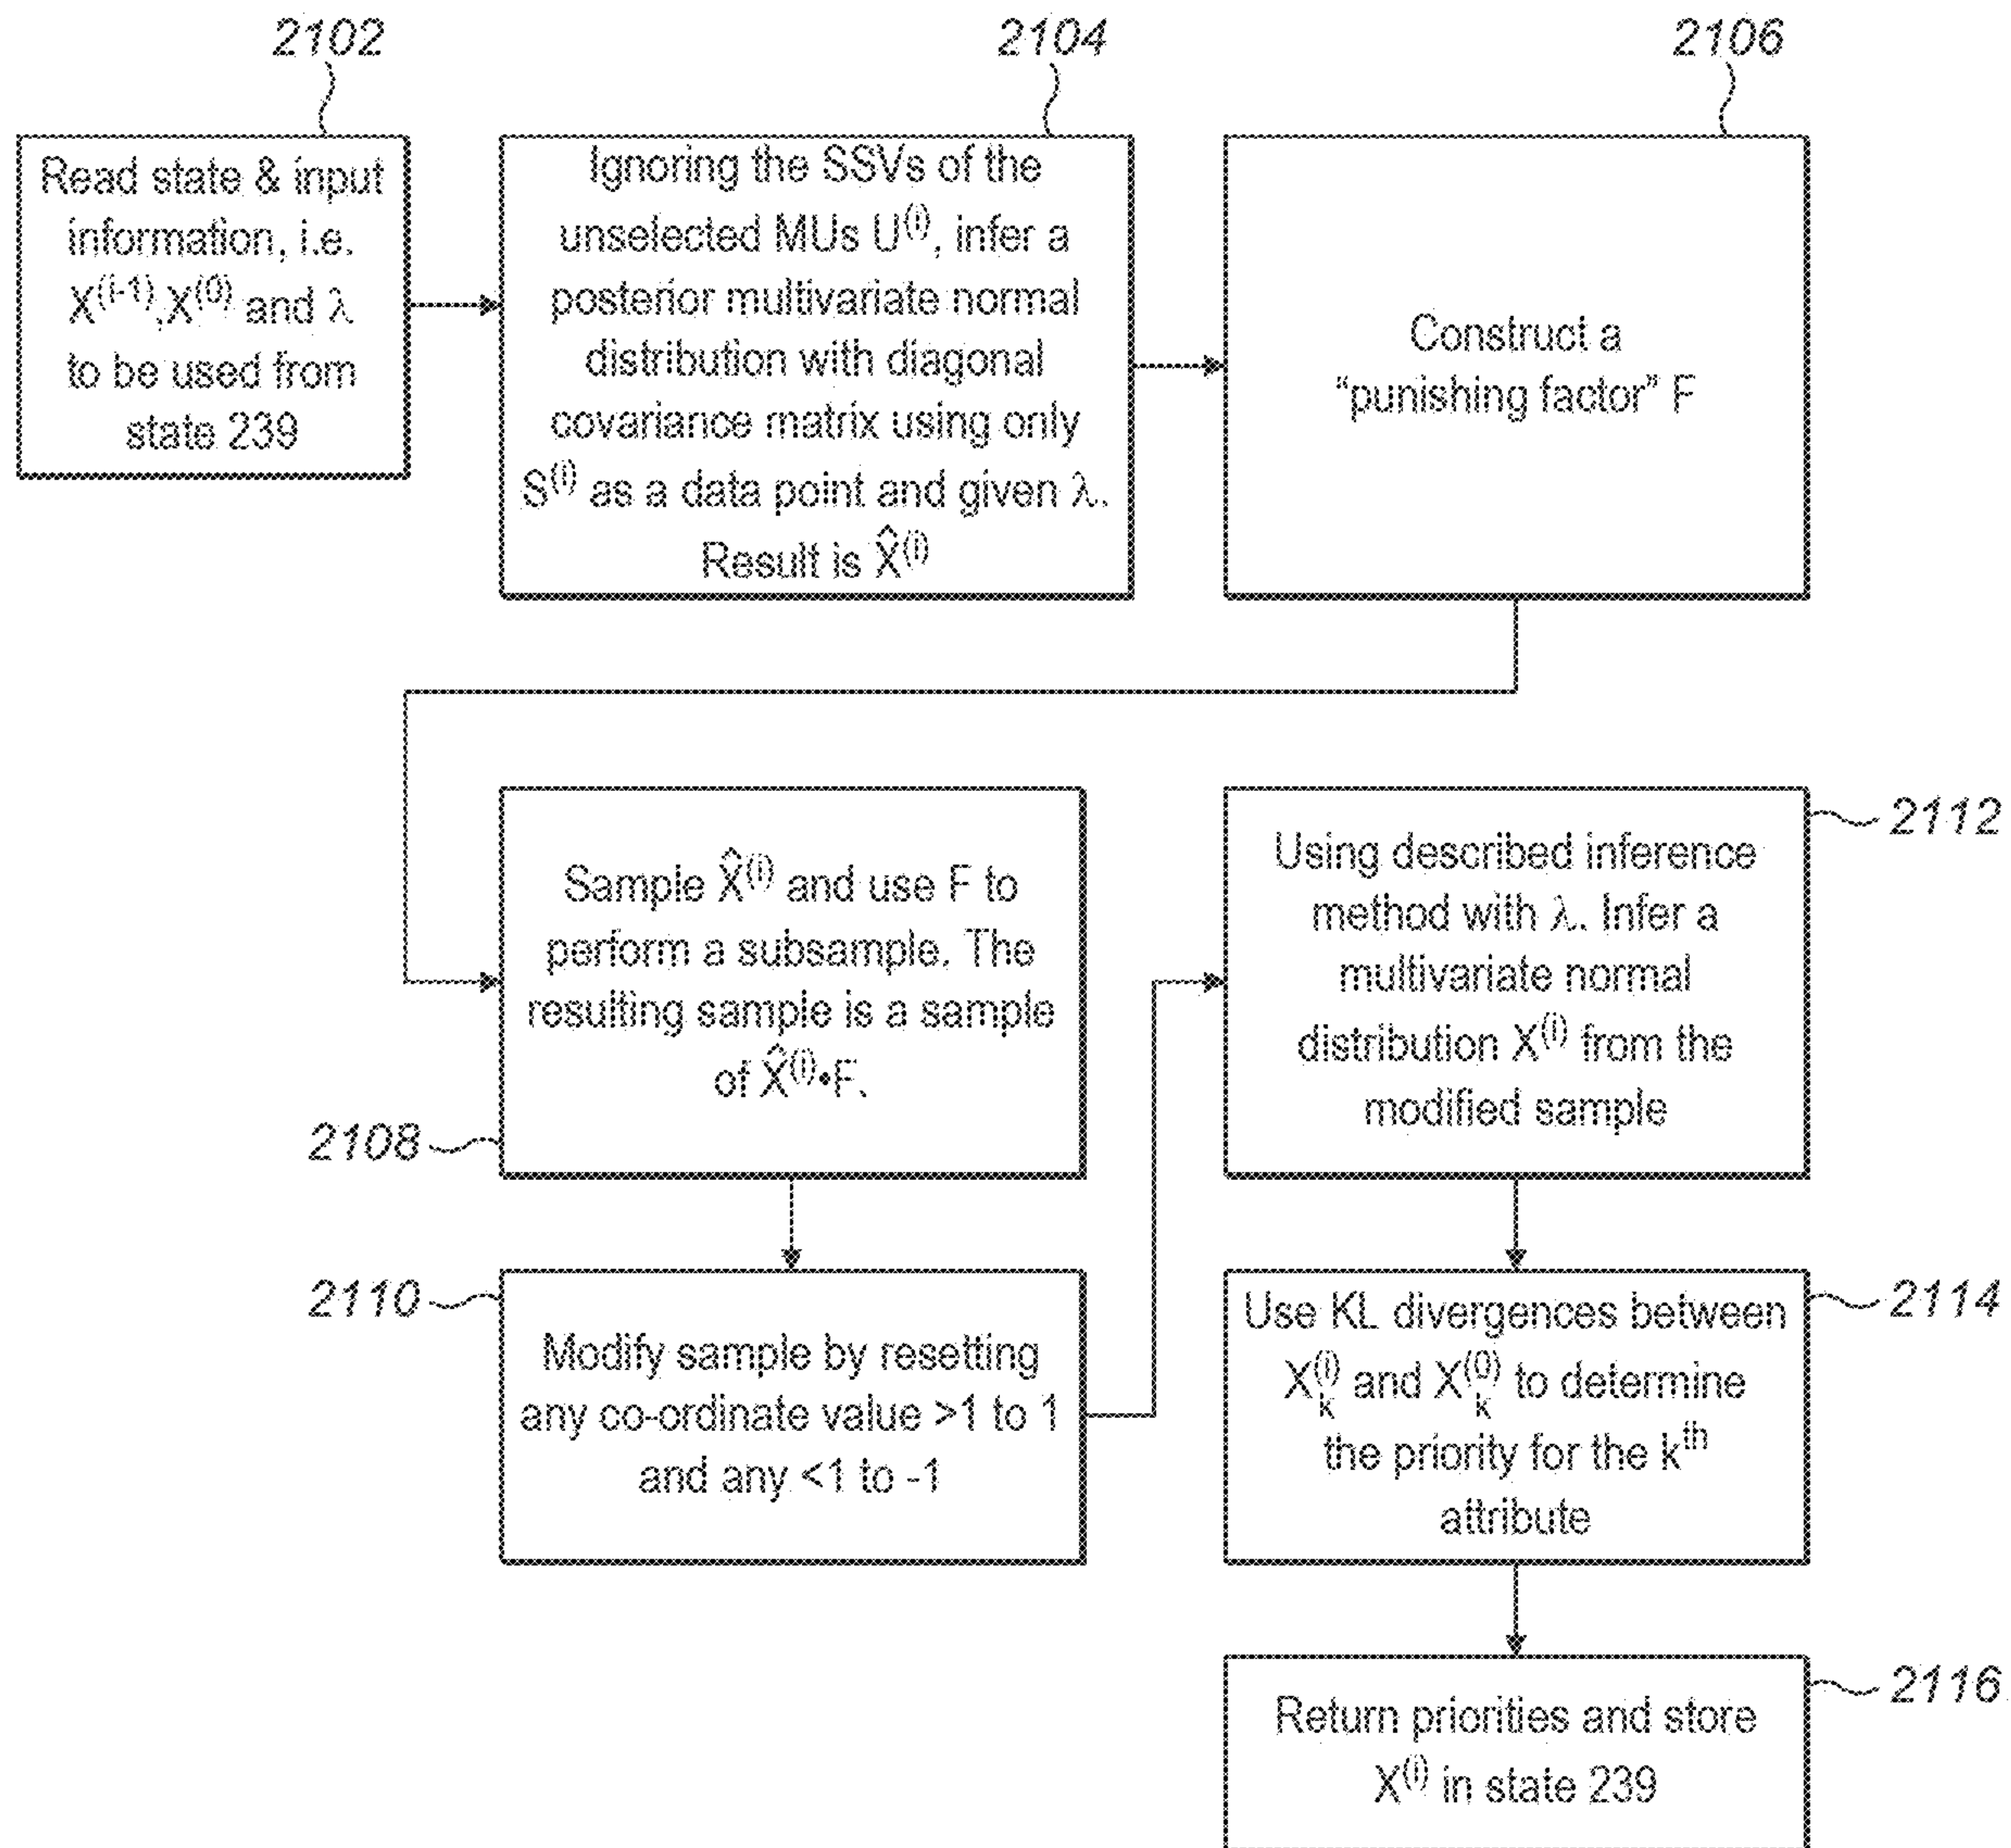 2102
2104
2106
Read state & input
information, i.e.
X^(i-1),X^(0) and λ
to be used from
state 239
Ignoring the SSVs of the
unselected MUs U^(i), infer a
posterior multivariate normal
distribution with diagonal
covariance matrix using only
S^(i) as a data point and given λ.
Result is X̂^(i)
Construct a
“punishing factor” F
Sample X̂^(i) and use F to
perform a subsample. The
resulting sample is a sample
of X̂^(i)•F.
2108
2110
Modify sample by resetting
any co-ordinate value >1 to 1
and any <1 to -1
2112
Using described inference
method with λ. Infer a
multivariate normal
distribution X^(i) from the
modified sample
2114
Use KL divergences between
X_k^(i) and X_k^(0) to determine
the priority for the k^th
attribute
2116
Return priorities and store
X^(i) in state 239